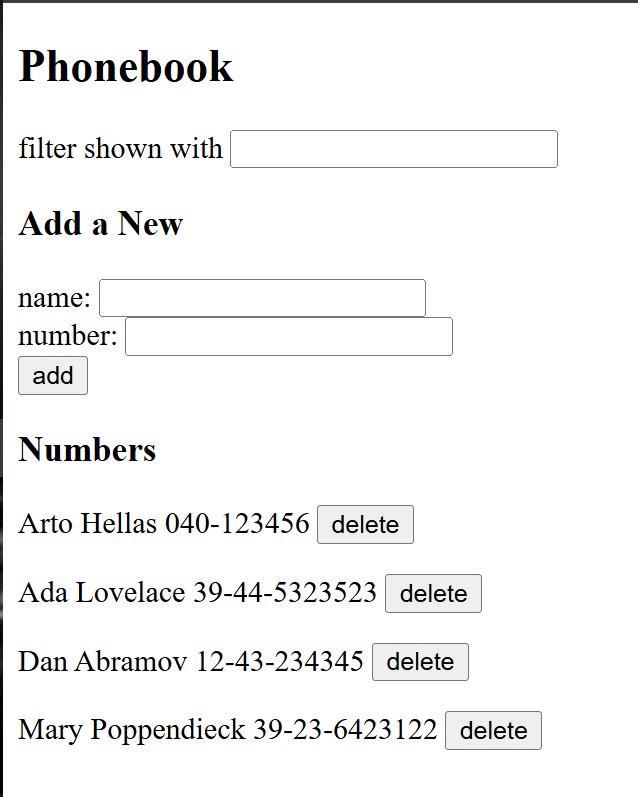 Phonebook
filter shown with
Add a New
name:
number:
add
Numbers
Arto Hellas 040-123456 delete
Ada Lovelace 39-44-5323523 delete
Dan Abramov 12-43-234345 delete
Mary Poppendieck 39-23-6423122 delete